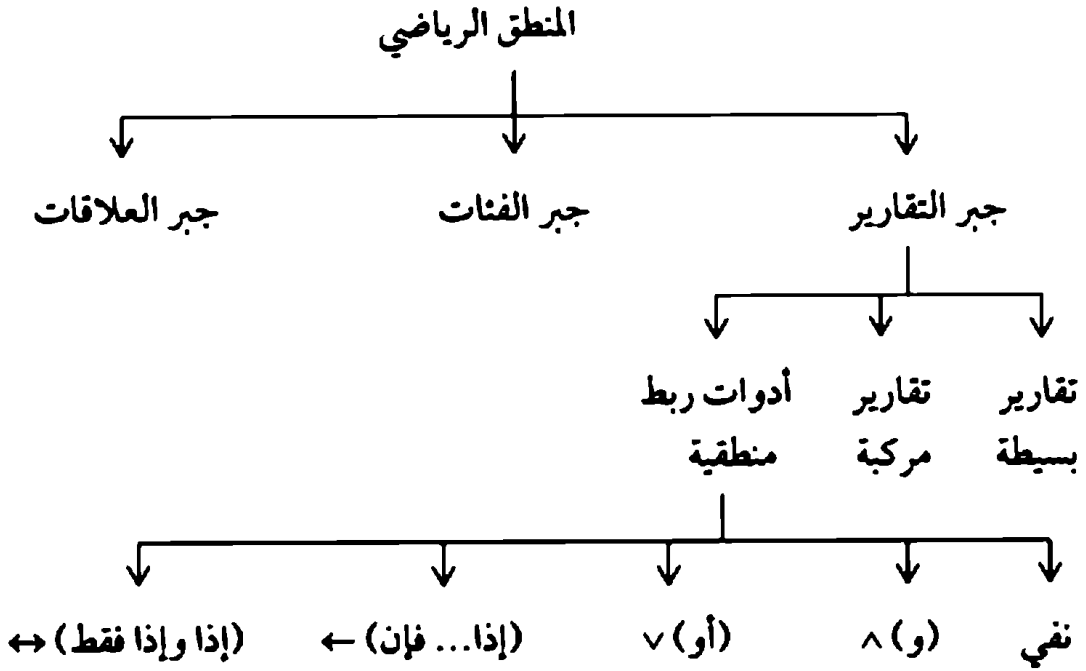 المنطق الرياضي
جبر التقارير جبر الفئات جبر العلاقات
تقارير تقارير أدوات ربط
بسيطة مركبة منطقية
نفي (و) ∧ (أو) ∨ (إذا... فإن) ← (إذا وإذا فقط) ↔